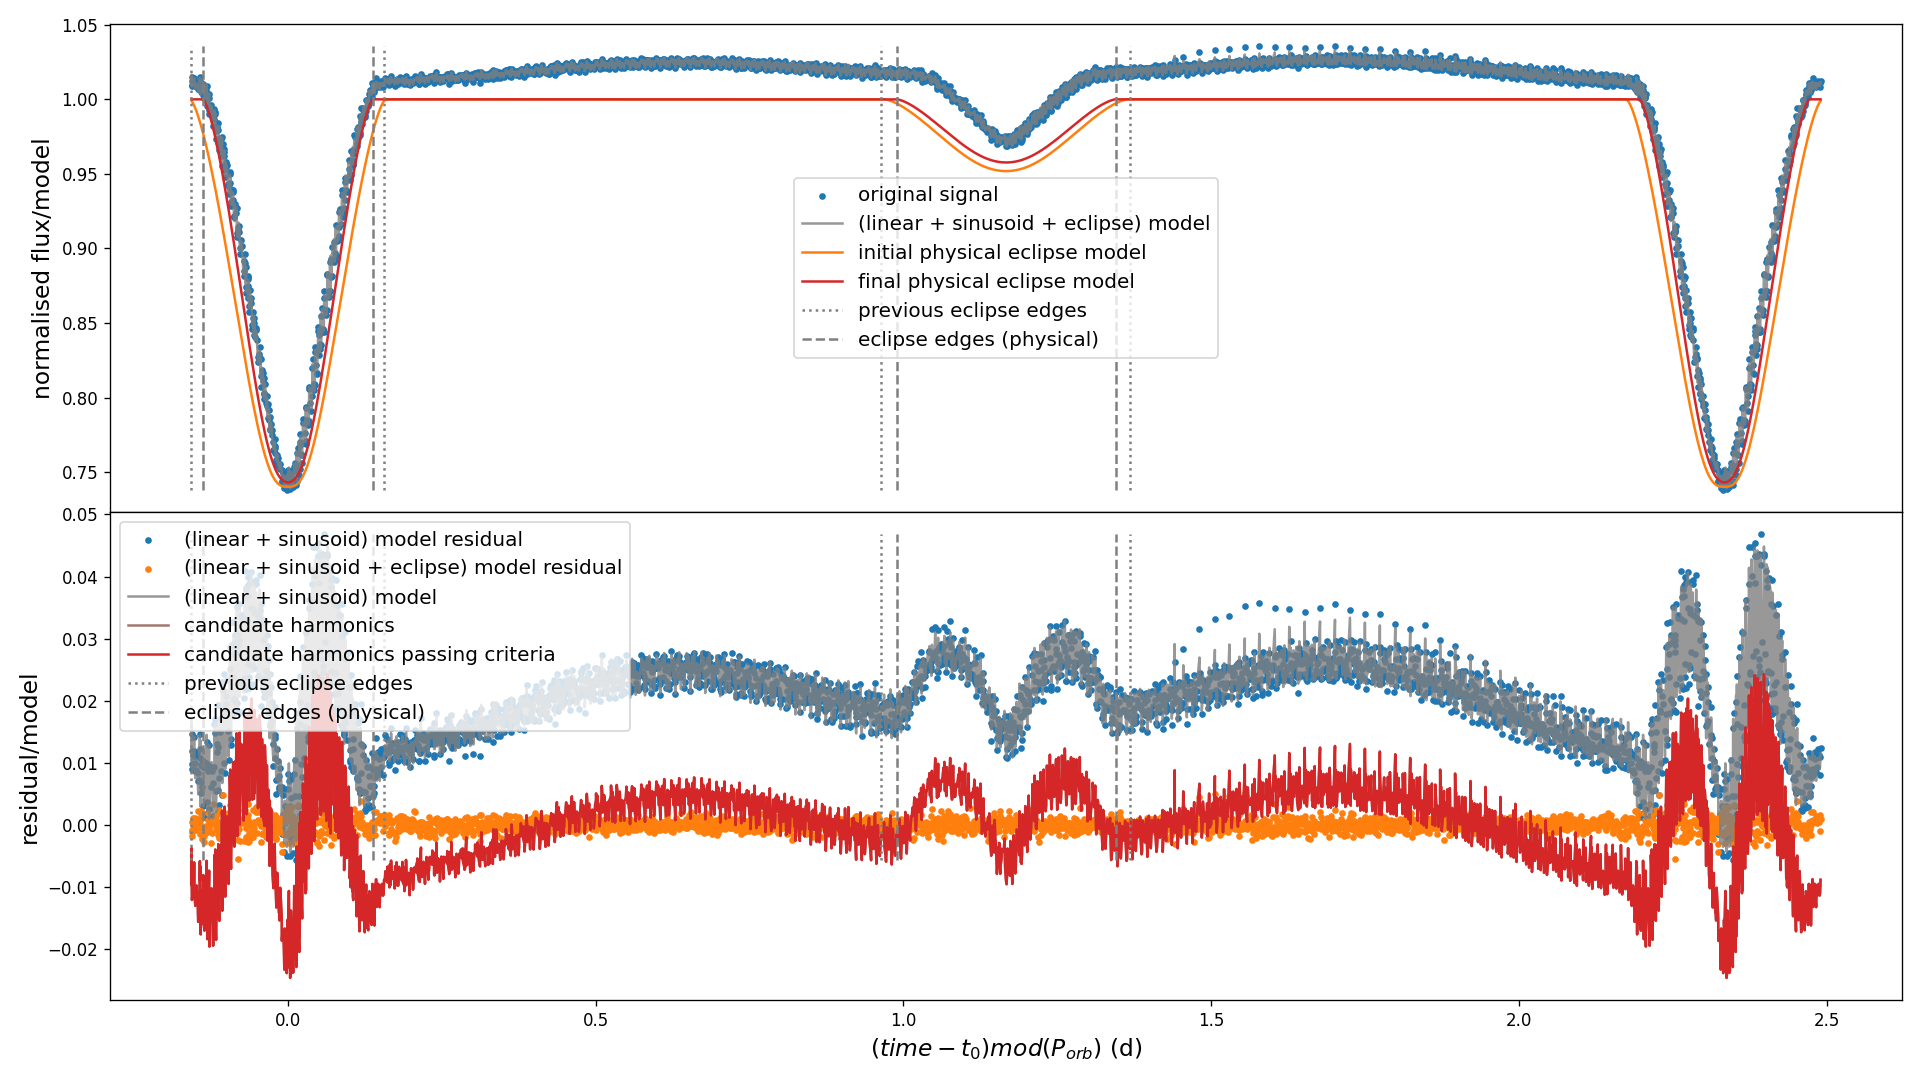 1.05
1.00
0.95
0.90
0.85
0.80
0.75
normalised flux/model
original signal
(linear + sinusoid + eclipse) model
initial physical eclipse model
final physical eclipse model
previous eclipse edges
eclipse edges (physical)
0.05
0.04
0.03
0.02
0.01
0.00
−0.01
−0.02
residual/model
(linear + sinusoid) model residual
(linear + sinusoid + eclipse) model residual
(linear + sinusoid) model
candidate harmonics
candidate harmonics passing criteria
previous eclipse edges
eclipse edges (physical)
0.0 0.5 1.0 1.5 2.0 2.5
(time − t₀)mod(Pₒᵣb) (d)